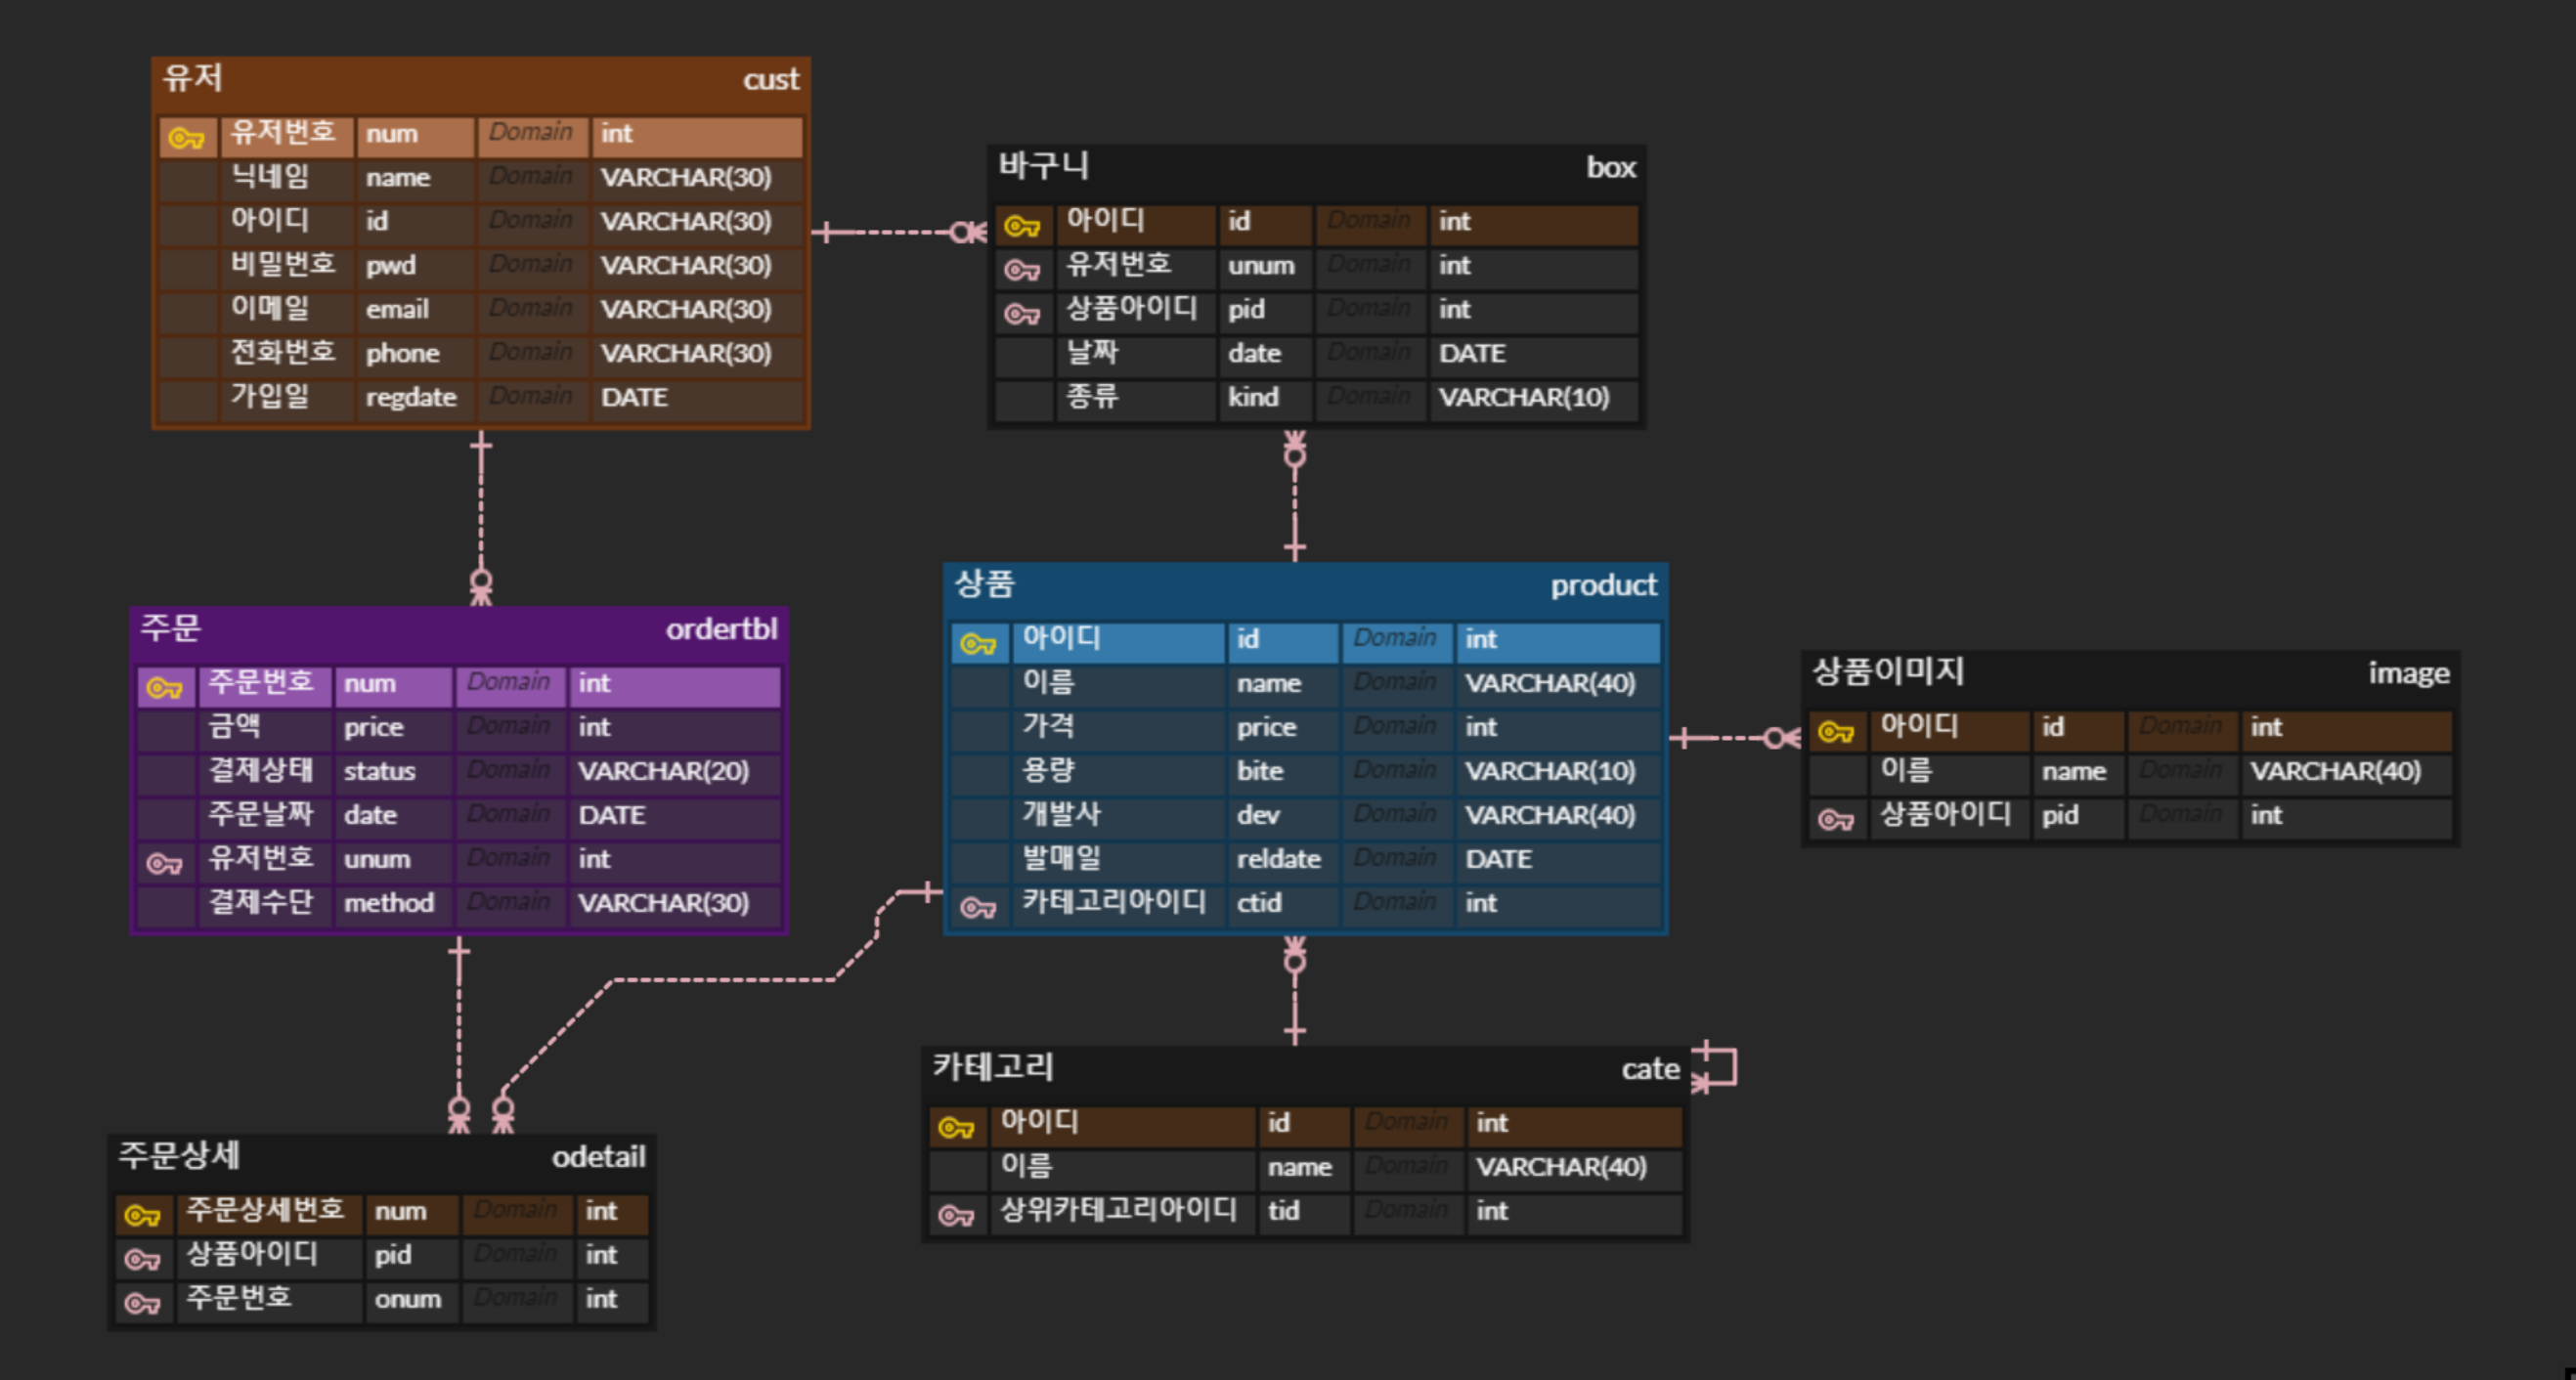 유저 cust
유저번호 num Domain int
닉네임 name Domain VARCHAR(30)
아이디 id Domain VARCHAR(30)
비밀번호 pwd Domain VARCHAR(30)
이메일 email Domain VARCHAR(30)
전화번호 phone Domain VARCHAR(30)
가입일 regdate Domain DATE
바구니 box
아이디 id Domain int
유저번호 unum Domain int
상품아이디 pid Domain int
날짜 date Domain DATE
종류 kind Domain VARCHAR(10)
주문 ordertbl
주문번호 num Domain int
금액 price Domain int
결제상태 status Domain VARCHAR(20)
주문날짜 date Domain DATE
유저번호 unum Domain int
결제수단 method Domain VARCHAR(30)
상품 product
아이디 id Domain int
이름 name Domain VARCHAR(40)
가격 price Domain int
용량 bite Domain VARCHAR(10)
개발사 dev Domain VARCHAR(40)
발매일 reldate Domain DATE
카테고리아이디 ctid Domain int
상품이미지 image
아이디 id Domain int
이름 name Domain VARCHAR(40)
상품아이디 pid Domain int
주문상세 odetail
주문상세번호 num Domain int
상품아이디 pid Domain int
주문번호 onum Domain int
카테고리 cate
아이디 id Domain int
이름 name Domain VARCHAR(40)
상위카테고리아이디 tid Domain int